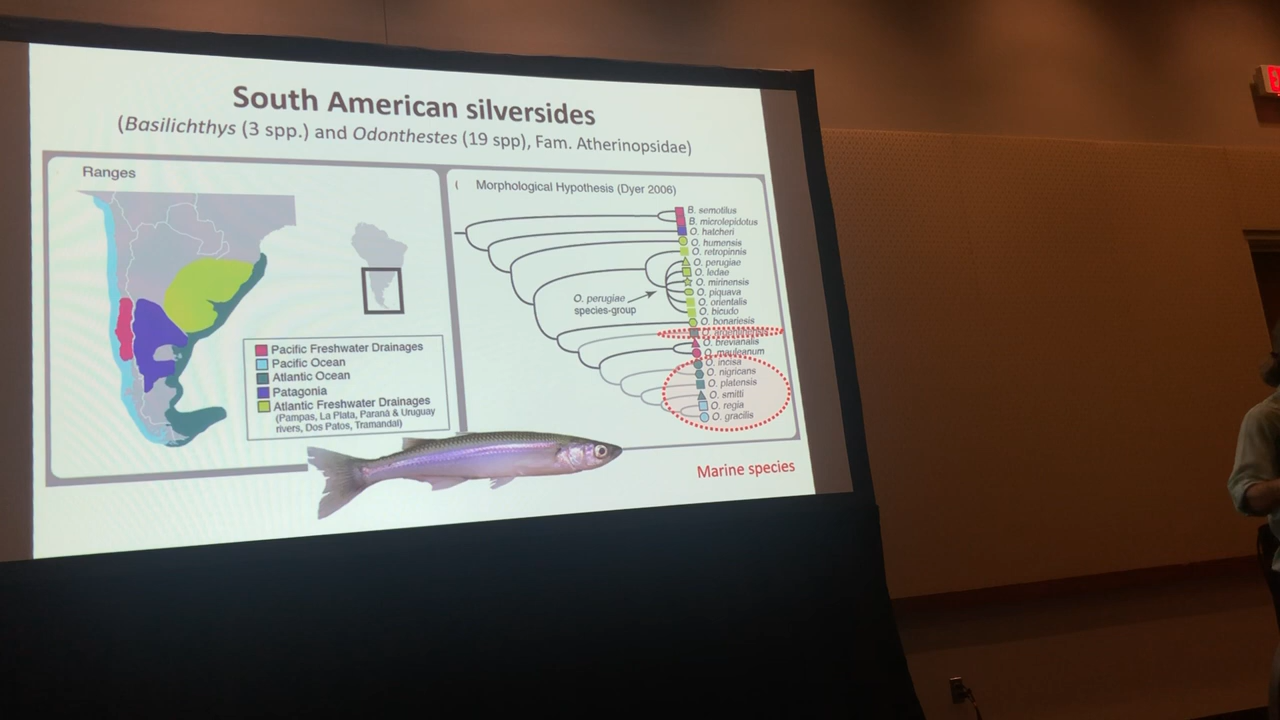 South American silversides
(Basilichthys (3 spp.) and Odonthestes (19 spp), Fam. Atherinopsidae)
Ranges
Pacific Freshwater Drainages
Pacific Ocean
Atlantic Ocean
Patagonia
Atlantic Freshwater Drainages
(Pampas, La Plata, Paraná & Uruguay
rivers, Dos Patos, Tramandaí)
( Morphological Hypothesis (Dyer 2006)
B. semotilus
B. microlepidotus
O. hatcheri
O. humensis
O. retropinnis
O. perugiae
O. ledae
O. mirinensis
O. piquava
O. orientalis
O. bicudo
O. bonariesis
O. perugiae
species-group
O. brevianalis
O. mauleanum
O. incisa
O. nigricans
O. platensis
O. smitti
O. regia
O. gracilis
Marine species